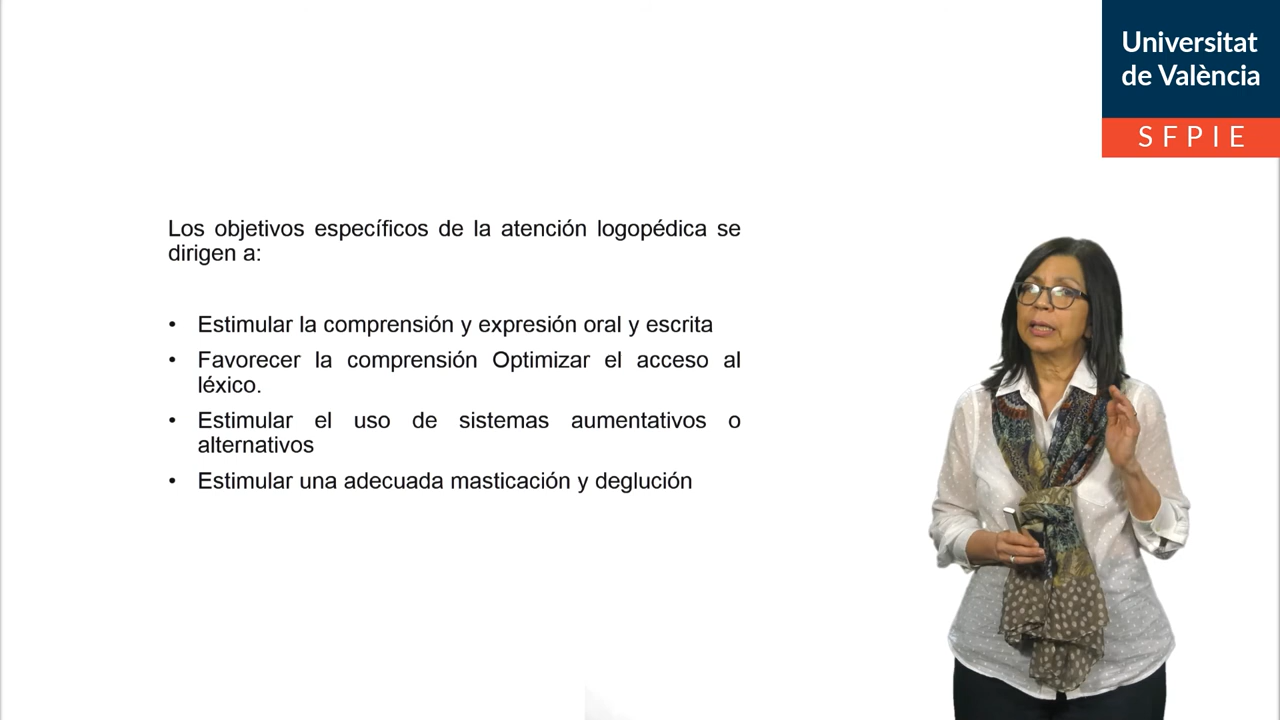 Universitat
de València
SFPIE
Los objetivos específicos de la atención logopédica se
dirigen a:
• Estimular la comprensión y expresión oral y escrita
• Favorecer la comprensión Optimizar el acceso al
léxico.
• Estimular el uso de sistemas aumentativos o
alternativos
• Estimular una adecuada masticación y deglución